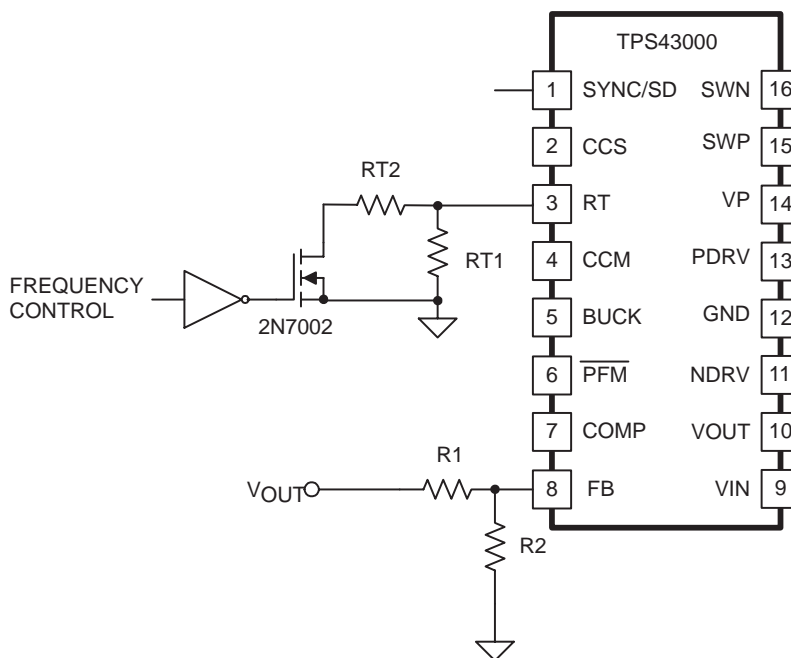 TPS43000
1 SYNC/SD SWN 16
2 CCS SWP 15
RT2
3 RT VP 14
RT1
4 CCM PDRV 13
FREQUENCY
CONTROL
2N7002
5 BUCK GND 12
6 PFM NDRV 11
7 COMP VOUT 10
R1
VOUT
8 FB VIN 9
R2